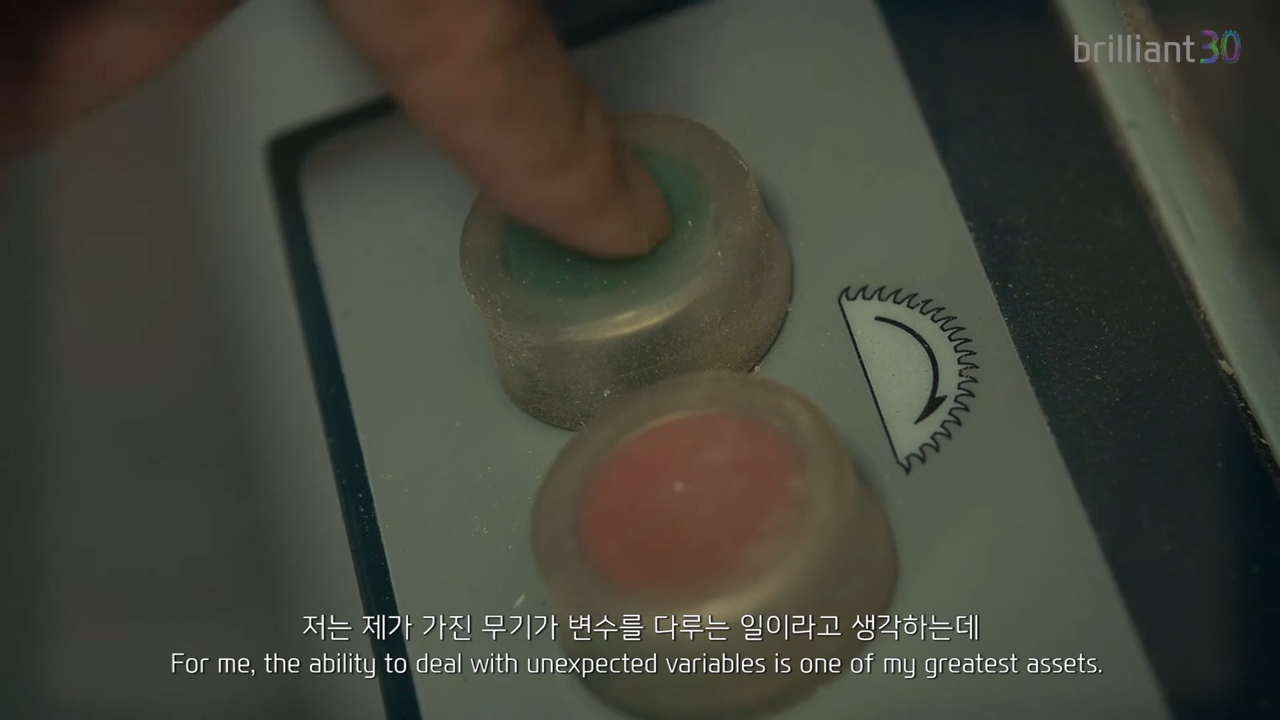 brilliant30
저는 제가 가진 무기가 변수를 다루는 일이라고 생각하는데
For me, the ability to deal with unexpected variables is one of my greatest assets.